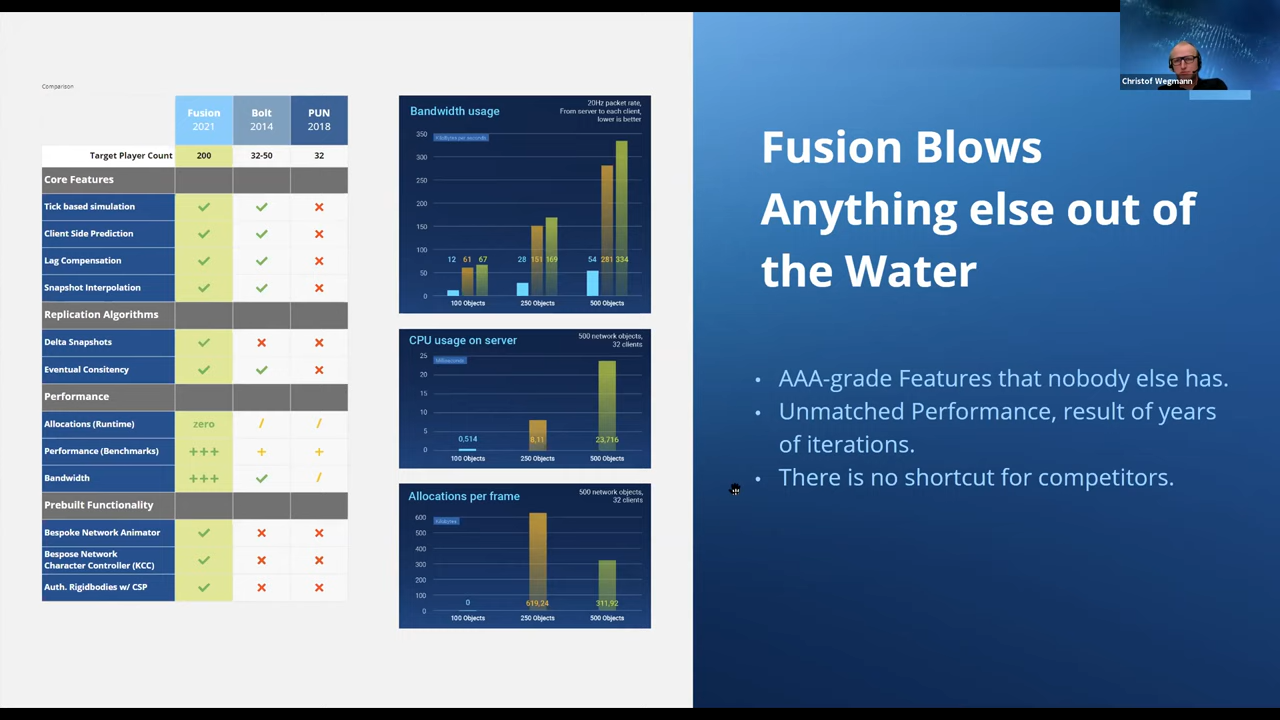 Christof Wegmann
Comparison
Fusion Bolt PUN
2021 2014 2018
Target Player Count 200 32-50 32
Core Features
Tick based simulation ✓ ✓ ×
Client Side Prediction ✓ ✓ ×
Lag Compensation ✓ ✓ ×
Snapshot Interpolation ✓ ✓ ×
Replication Algorithms
Delta Snapshots ✓ × ×
Eventual Consitency ✓ ✓ ×
Performance
Allocations (Runtime) zero / /
Performance (Benchmarks) +++ + +
Bandwidth +++ ✓ /
Prebuilt Functionality
Bespoke Network Animator ✓ × ×
Bespose Network
Character Controller (KCC) ✓ × ×
Auth. Rigidbodies w/ CSP ✓ × ×
Bandwidth usage
20Hz packet rate,
From server to each client,
lower is better
Kilobytes per seconds
350
300
250
200
150
100
50
0
12 61 67 28 151 169 54 281 334
100 Objects 250 Objects 500 Objects
CPU usage on server
500 network objects,
32 clients
Milliseconds
25
20
15
10
5
0
0,514 8,11 23,716
100 Objects 250 Objects 500 Objects
Allocations per frame
500 network objects,
32 clients
Kilobytes
600
500
400
300
200
100
0
0 619,24 311,92
100 Objects 250 Objects 500 Objects
Fusion Blows
Anything else out of
the Water
• AAA-grade Features that nobody else has.
• Unmatched Performance, result of years
of iterations.
• There is no shortcut for competitors.